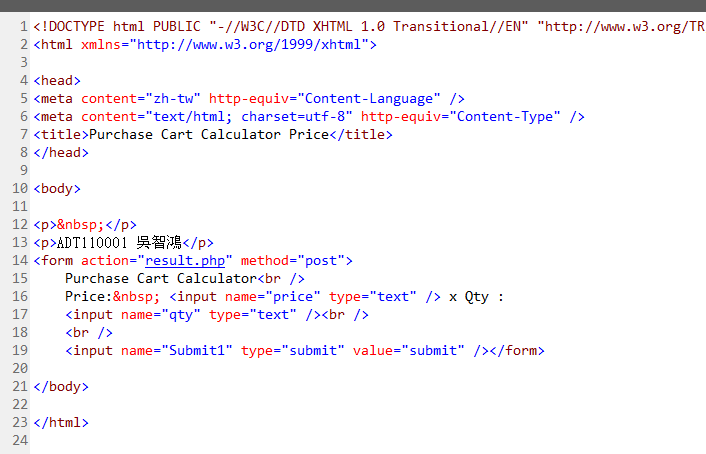 1 <!DOCTYPE html PUBLIC "-//W3C//DTD XHTML 1.0 Transitional//EN" "http://www.w3.org/TR
2 <html xmlns="http://www.w3.org/1999/xhtml">
3
4 <head>
5 <meta content="zh-tw" http-equiv="Content-Language" />
6 <meta content="text/html; charset=utf-8" http-equiv="Content-Type" />
7 <title>Purchase Cart Calculator Price</title>
8 </head>
9
10 <body>
11
12 <p>&nbsp;</p>
13 <p>ADT110001 吳智鴻</p>
14 <form action="result.php" method="post">
15     Purchase Cart Calculator<br />
16     Price:&nbsp; <input name="price" type="text" /> x Qty :
17     <input name="qty" type="text" /><br />
18     <br />
19     <input name="Submit1" type="submit" value="submit" /></form>
20
21 </body>
22
23 </html>
24